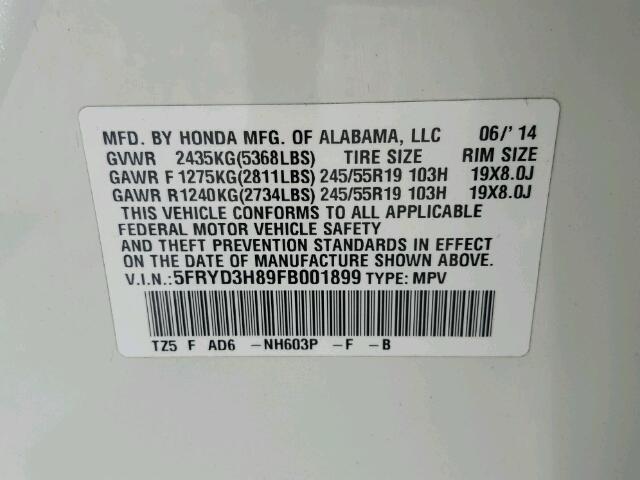 MFD. BY HONDA MFG. OF ALABAMA, LLC 06/' 14
GVWR 2435KG(5368LBS) TIRE SIZE RIM SIZE
GAWR F 1275KG(2811LBS) 245/55R19 103H 19X8.0J
GAWR R 1240KG(2734LBS) 245/55R19 103H 19X8.0J
THIS VEHICLE CONFORMS TO ALL APPLICABLE
FEDERAL MOTOR VEHICLE SAFETY
AND THEFT PREVENTION STANDARDS IN EFFECT
ON THE DATE OF MANUFACTURE SHOWN ABOVE.
V.I.N.: 5FRYD3H89FB001899 TYPE: MPV
TZ5 F AD6 -NH603P -F -B